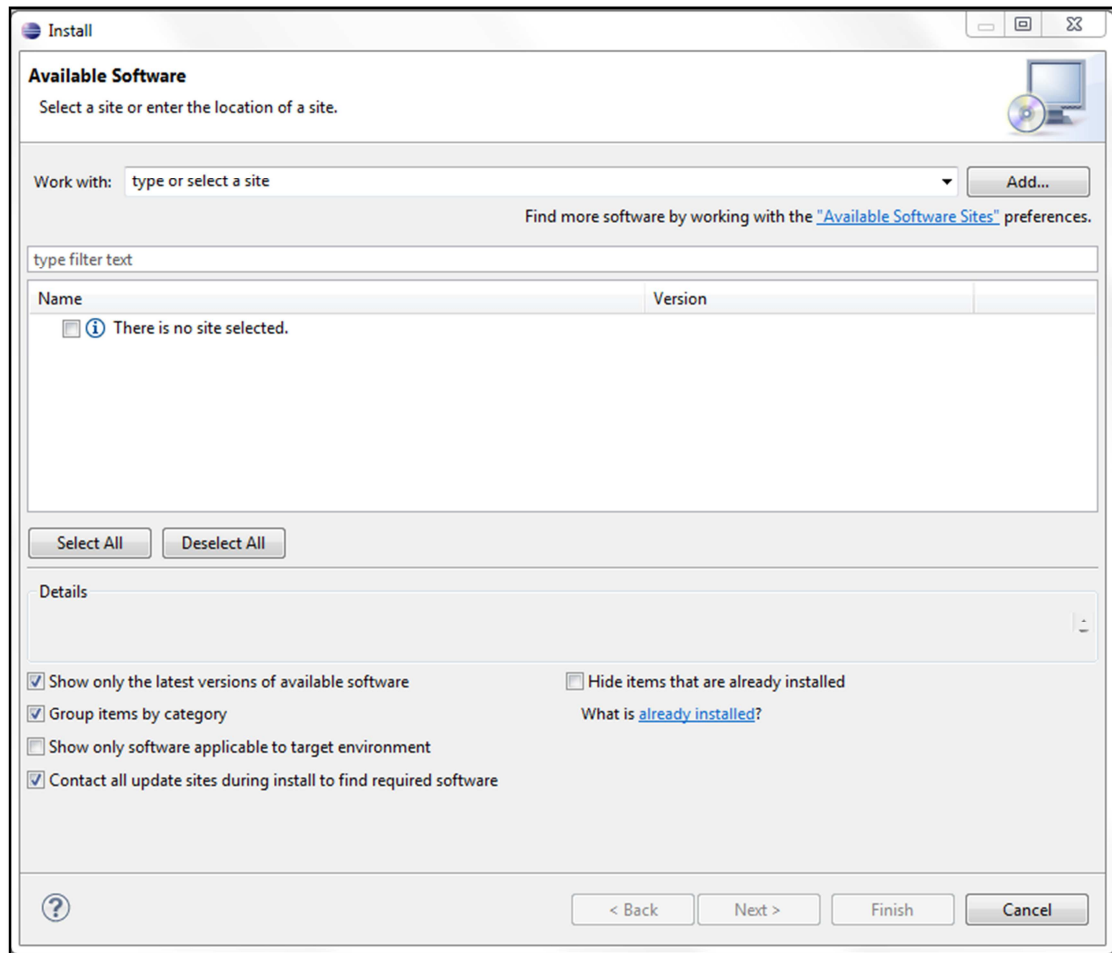 Install
Available Software
Select a site or enter the location of a site.
Work with: type or select a site Add...
Find more software by working with the "Available Software Sites" preferences.
type filter text
Name Version
There is no site selected.
Select All Deselect All
Details
Show only the latest versions of available software Hide items that are already installed
Group items by category What is already installed?
Show only software applicable to target environment
Contact all update sites during install to find required software
? < Back Next > Finish Cancel